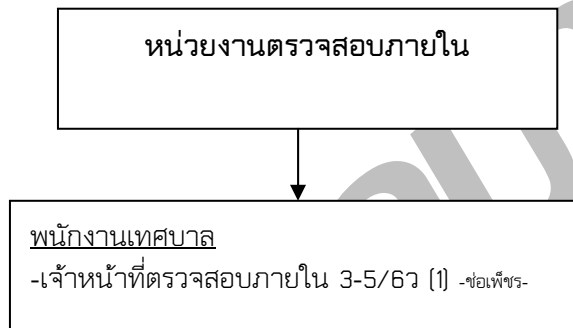 หน่วยงานตรวจสอบภายใน
พนักงานเทศบาล
-เจ้าหน้าที่ตรวจสอบภายใน 3-5/6ว (1) -ช่อเพ็ชร-